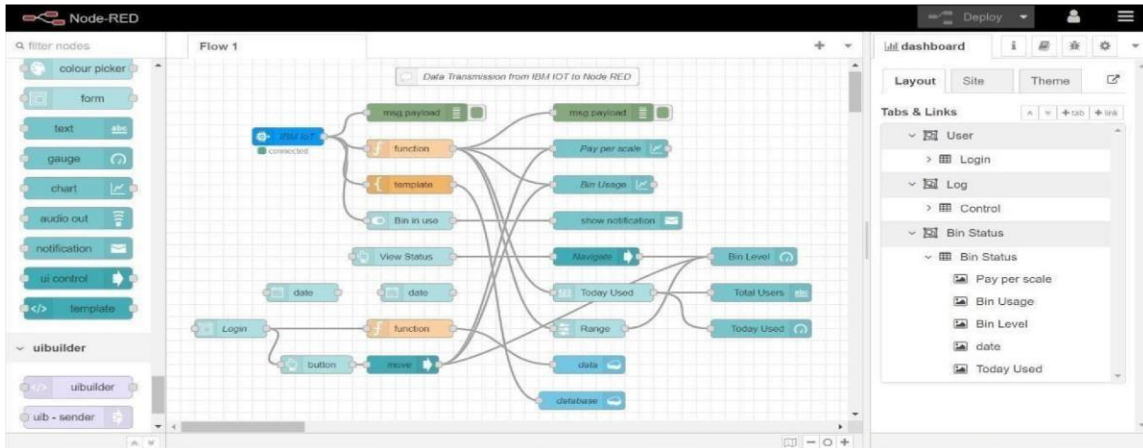 Node-RED
Deploy
filter nodes
colour picker
form
text
abc
gauge
chart
audio out
notification
ui control
template
uibuilder
uibuilder
uib - sender
Flow 1
Data Transmission from IBM IOT to Node RED
msg payload
msg payload
IBM IoT
connected
function
Pay per scale
template
Bin Usage
Bin in use
show notification
View Status
Navigate
Bin Level
date
date
Today Used
Total Users
abc
Login
function
Range
Today Used
button
move
data
database
dashboard
i
Layout
Site
Theme
Tabs & Links
+ tab
+ link
User
Login
Log
Control
Bin Status
Bin Status
Pay per scale
Bin Usage
Bin Level
date
Today Used